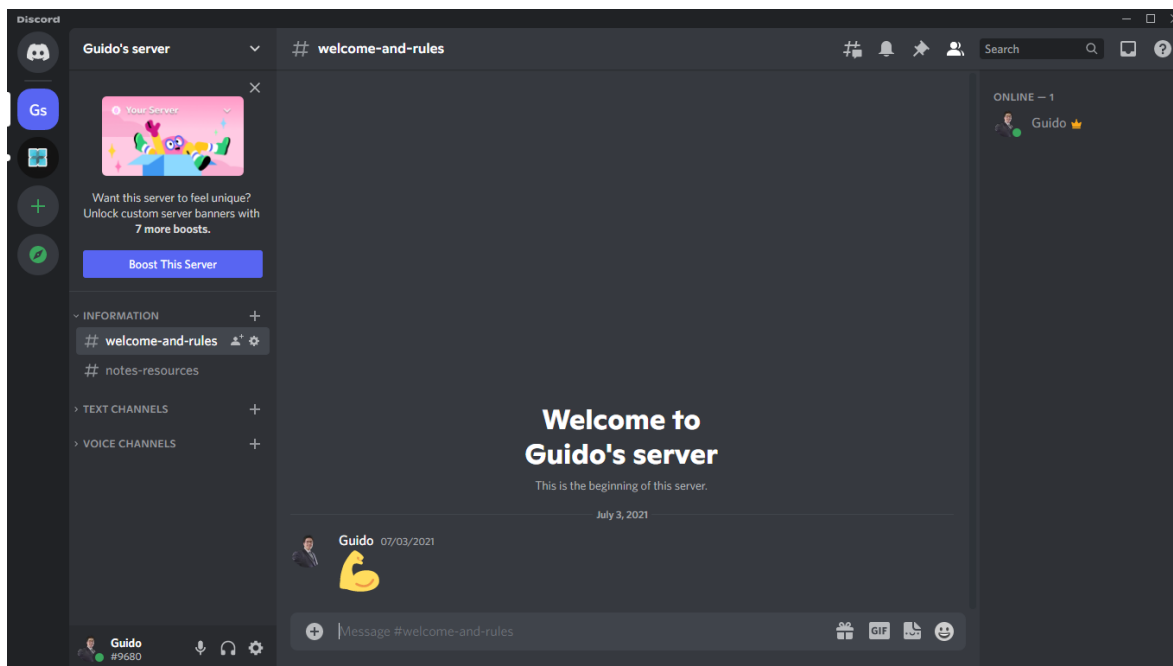 Discord
Gs
Guido's server
Your Server
Want this server to feel unique?
Unlock custom server banners with
7 more boosts.
Boost This Server
INFORMATION
welcome-and-rules
notes-resources
TEXT CHANNELS
VOICE CHANNELS
Guido
#9680
# welcome-and-rules
Search
Welcome to
Guido's server
This is the beginning of this server.
July 3, 2021
Guido 07/03/2021
Message #welcome-and-rules
GIF
ONLINE — 1
Guido